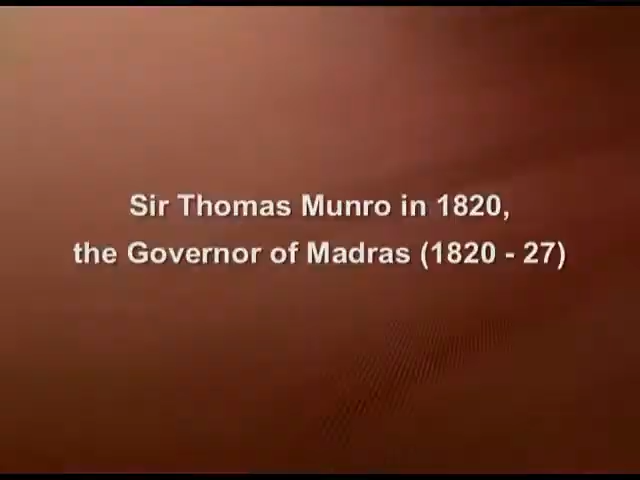 Sir Thomas Munro in 1820,
the Governor of Madras (1820 - 27)